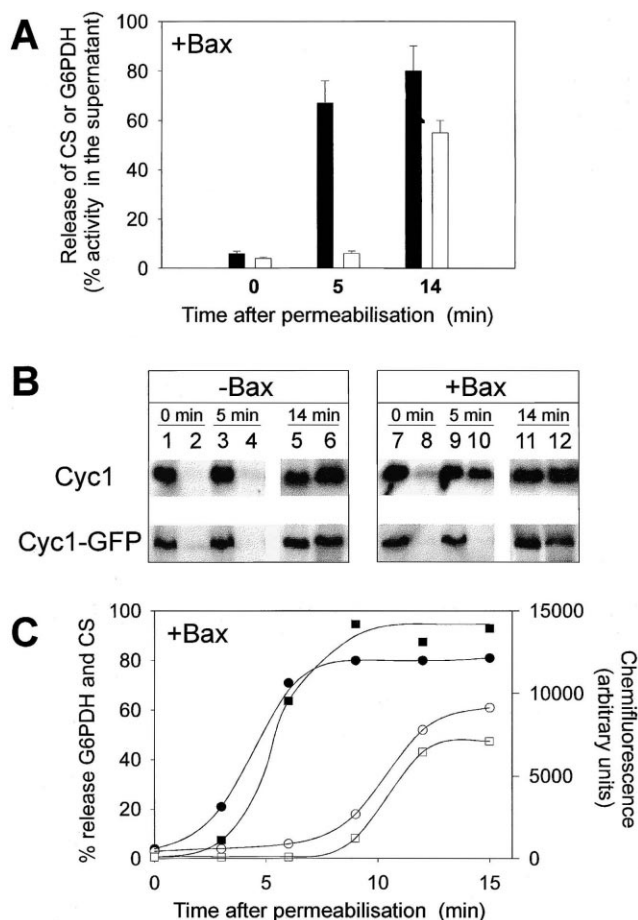 A
+Bax
Release of CS or G6PDH
(% activity in the supernatant)
100
80
60
40
20
0
0
5
14
Time after permeabilisation (min)
B
-Bax
+Bax
0 min
5 min
14 min
0 min
5 min
14 min
1 2 3 4 5 6
7 8 9 10 11 12
Cyc1
Cyc1-GFP
C
+Bax
% release G6PDH and CS
100
80
60
40
20
0
15000
10000
5000
0
Chemifluorescence
(arbitrary units)
0
5
10
15
Time after permeabilisation (min)